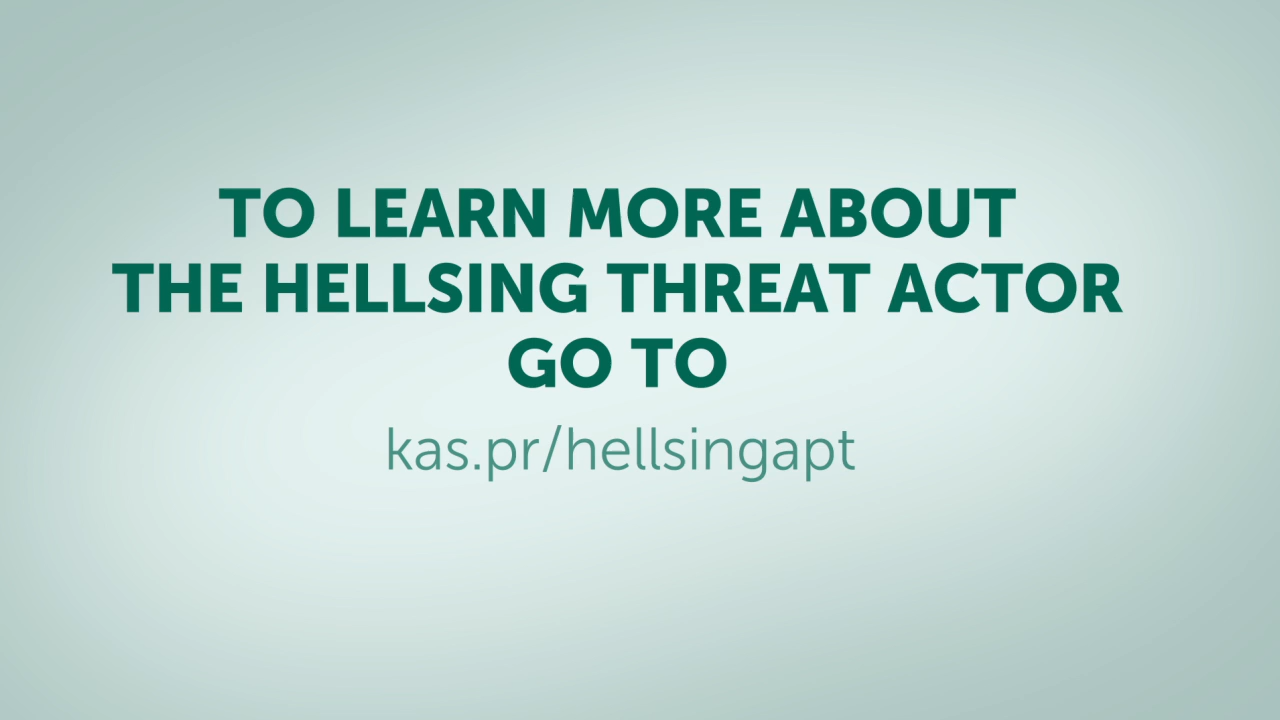 TO LEARN MORE ABOUT
THE HELLSING THREAT ACTOR
GO TO
kas.pr/hellsingapt